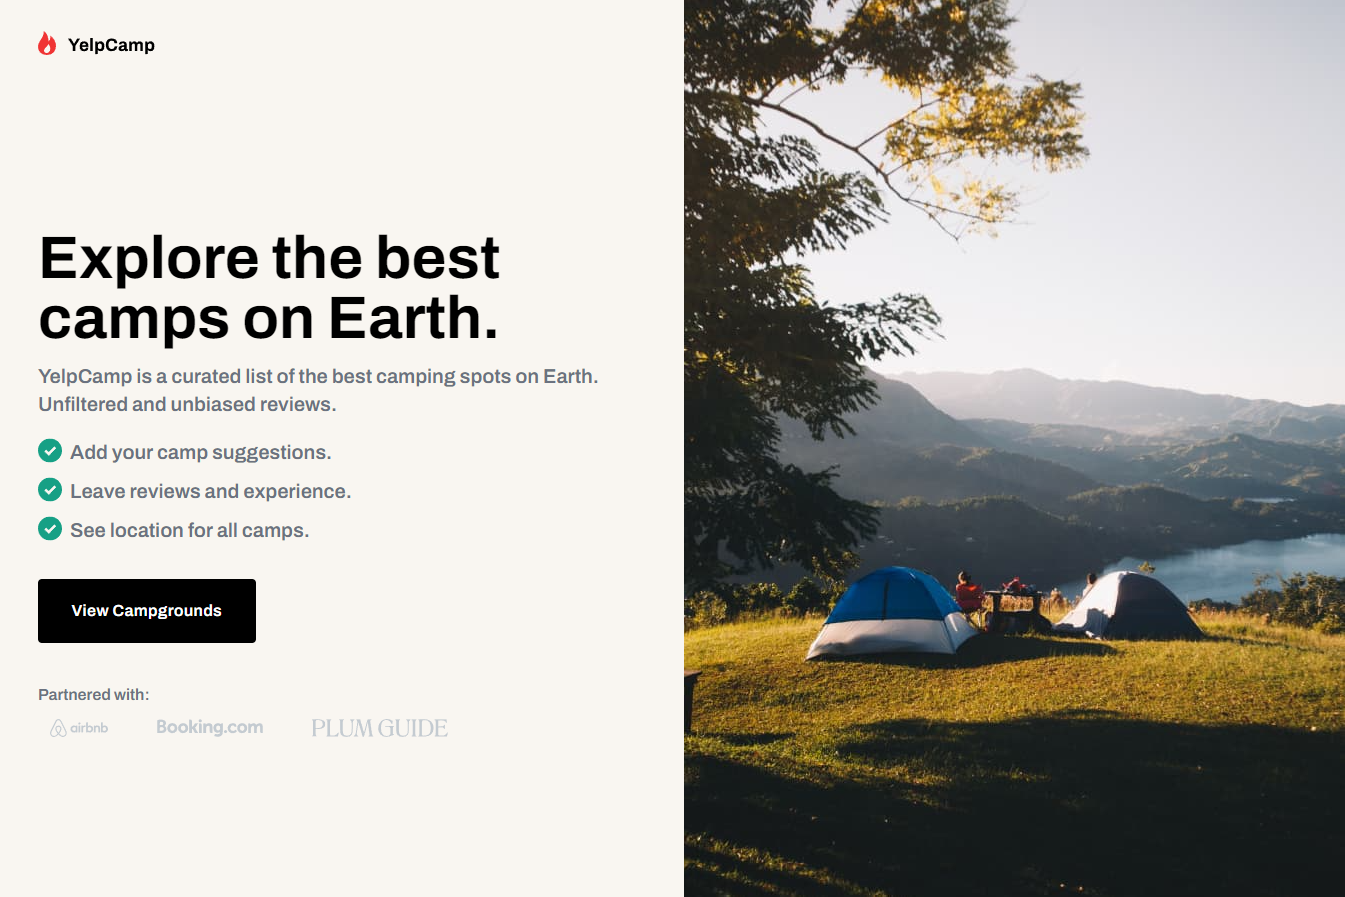 YelpCamp
Explore the best
camps on Earth.
YelpCamp is a curated list of the best camping spots on Earth.
Unfiltered and unbiased reviews.
Add your camp suggestions.
Leave reviews and experience.
See location for all camps.
View Campgrounds
Partnered with:
airbnb Booking.com PLUM GUIDE